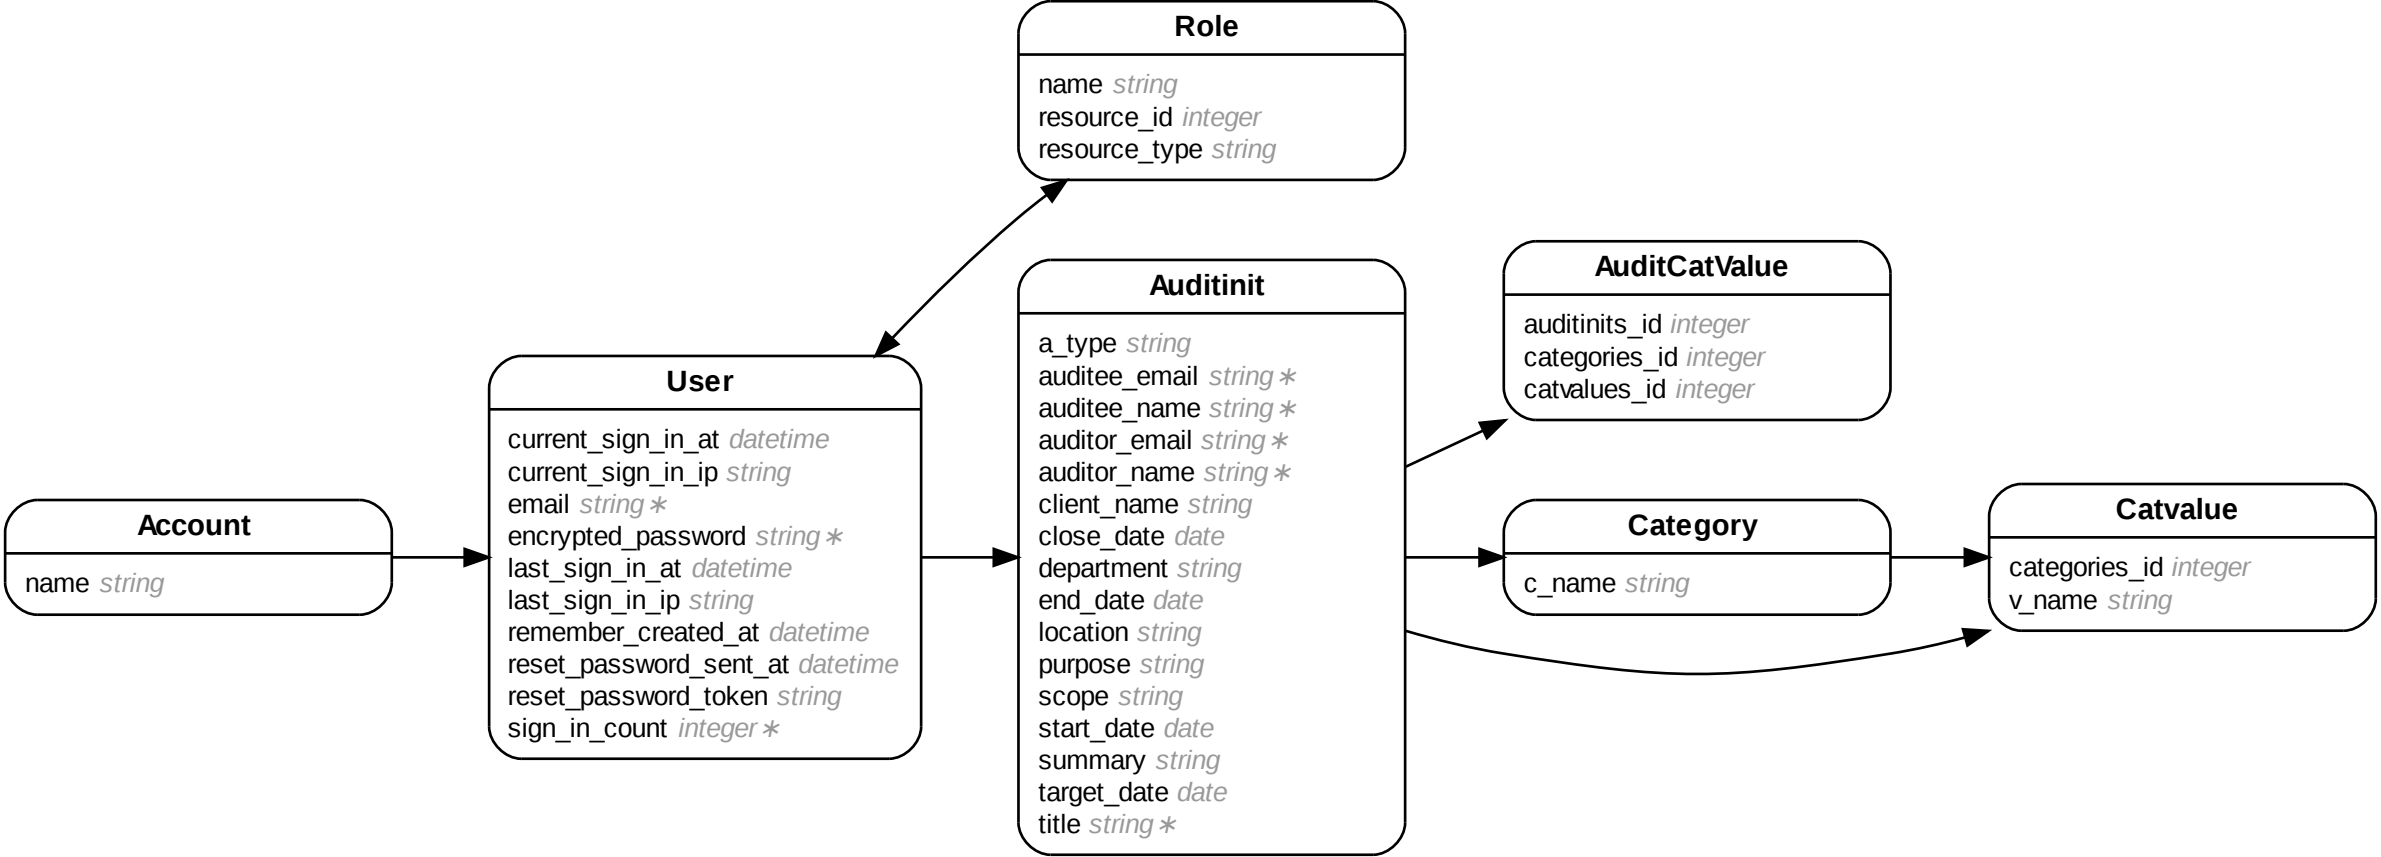 Role
name string
resource_id integer
resource_type string
Account
name string
User
current_sign_in_at datetime
current_sign_in_ip string
email string∗
encrypted_password string∗
last_sign_in_at datetime
last_sign_in_ip string
remember_created_at datetime
reset_password_sent_at datetime
reset_password_token string
sign_in_count integer∗
Auditinit
a_type string
auditee_email string∗
auditee_name string∗
auditor_email string∗
auditor_name string∗
client_name string
close_date date
department string
end_date date
location string
purpose string
scope string
start_date date
summary string
target_date date
title string∗
AuditCatValue
auditinits_id integer
categories_id integer
catvalues_id integer
Category
c_name string
Catvalue
categories_id integer
v_name string